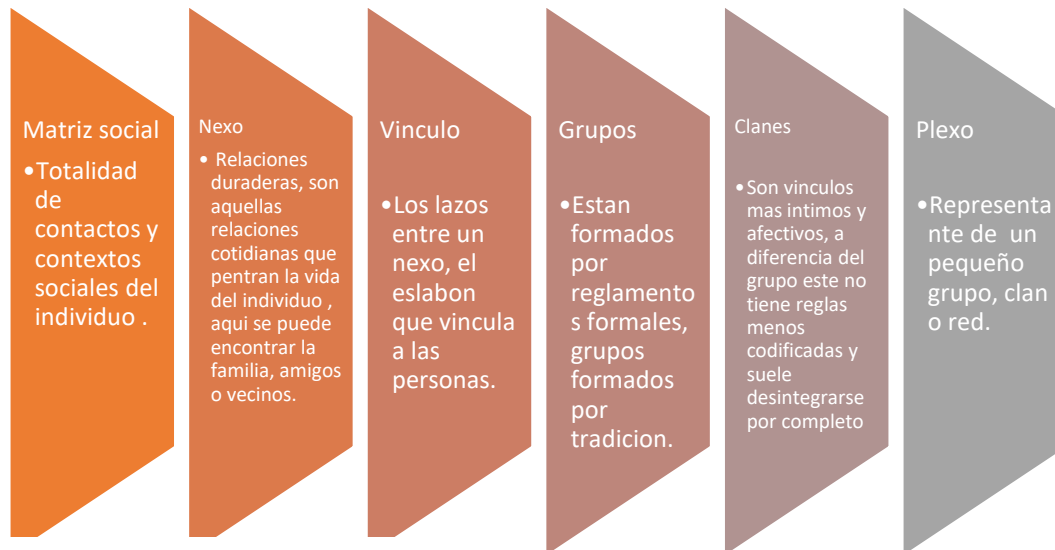 Matriz social
•Totalidad
de
contactos y
contextos
sociales del
individuo .
Nexo
• Relaciones
duraderas, son
aquellas
relaciones
cotidianas que
pentran la vida
del individuo ,
aqui se puede
encontrar la
familia, amigos
o vecinos.
Vinculo
•Los lazos
entre un
nexo, el
eslabon
que vincula
a las
personas.
Grupos
•Estan
formados
por
reglamento
s formales,
grupos
formados
por
tradicion.
Clanes
•Son vinculos
mas intimos y
afectivos, a
diferencia del
grupo este no
tiene reglas
menos
codificadas y
suele
desintegrarse
por completo
Plexo
•Representa
nte de  un
pequeño
grupo, clan
o red.